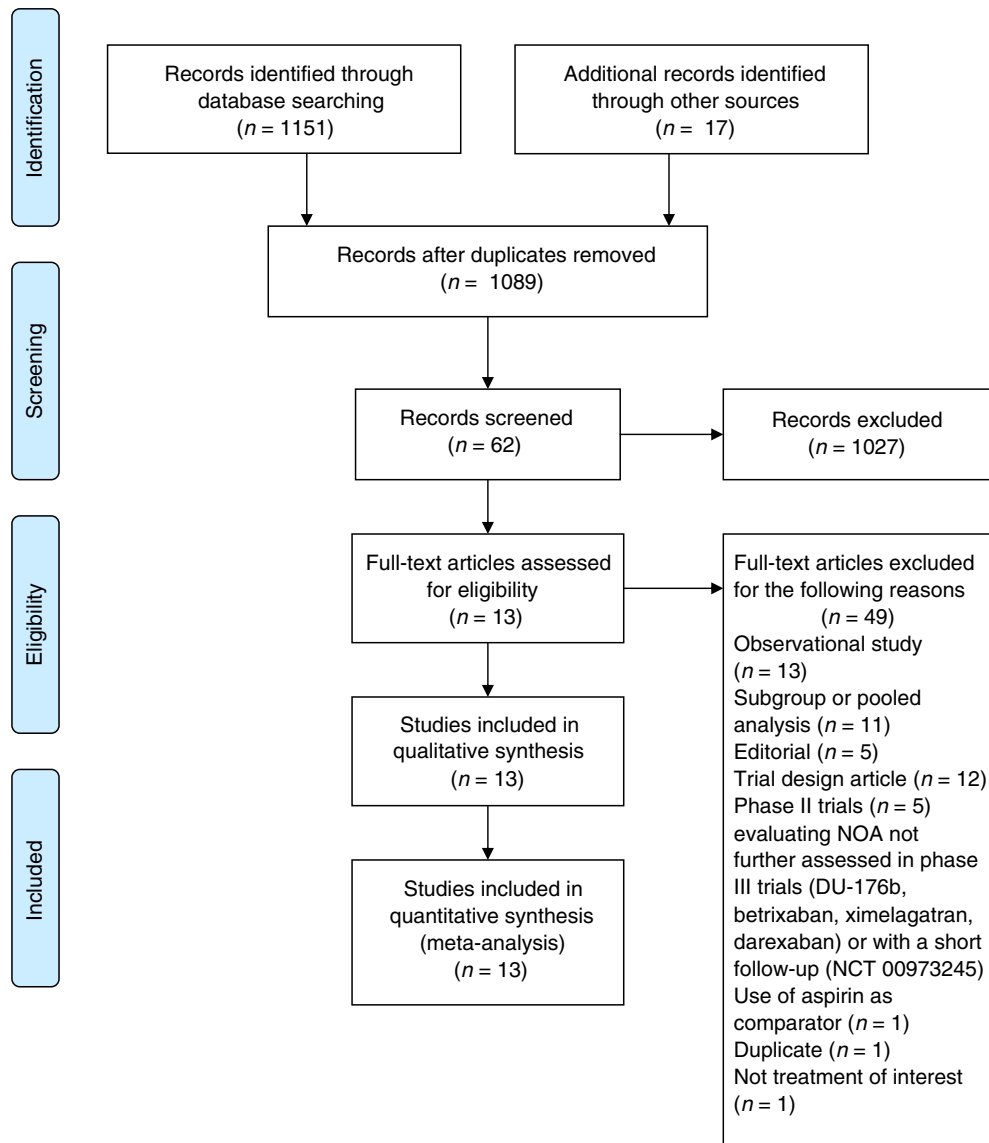 Identification
Records identified through
database searching
(n = 1151)
Additional records identified
through other sources
(n = 17)
Records after duplicates removed
(n = 1089)
Screening
Records screened
(n = 62)
Records excluded
(n = 1027)
Eligibility
Full-text articles assessed
for eligibility
(n = 13)
Full-text articles excluded
for the following reasons
(n = 49)
Observational study
(n = 13)
Subgroup or pooled
analysis (n = 11)
Editorial (n = 5)
Trial design article (n = 12)
Phase II trials (n = 5)
evaluating NOA not
further assessed in phase
III trials (DU-176b,
betrixaban, ximelagatran,
darexaban) or with a short
follow-up (NCT 00973245)
Use of aspirin as
comparator (n = 1)
Duplicate (n = 1)
Not treatment of interest
(n = 1)
Studies included in
qualitative synthesis
(n = 13)
Included
Studies included in
quantitative synthesis
(meta-analysis)
(n = 13)